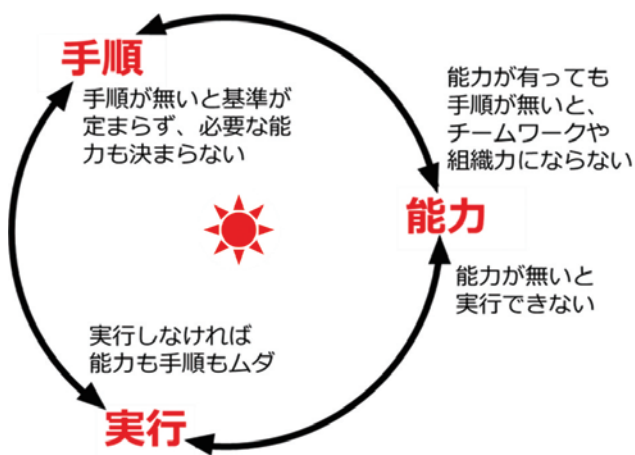 手順
手順が無いと基準が
定まらず、必要な能
力も決まらない
能力が有っても
手順が無いと、
チームワークや
組織力にならない
能力
能力が無いと
実行できない
実行しなければ
能力も手順もムダ
実行